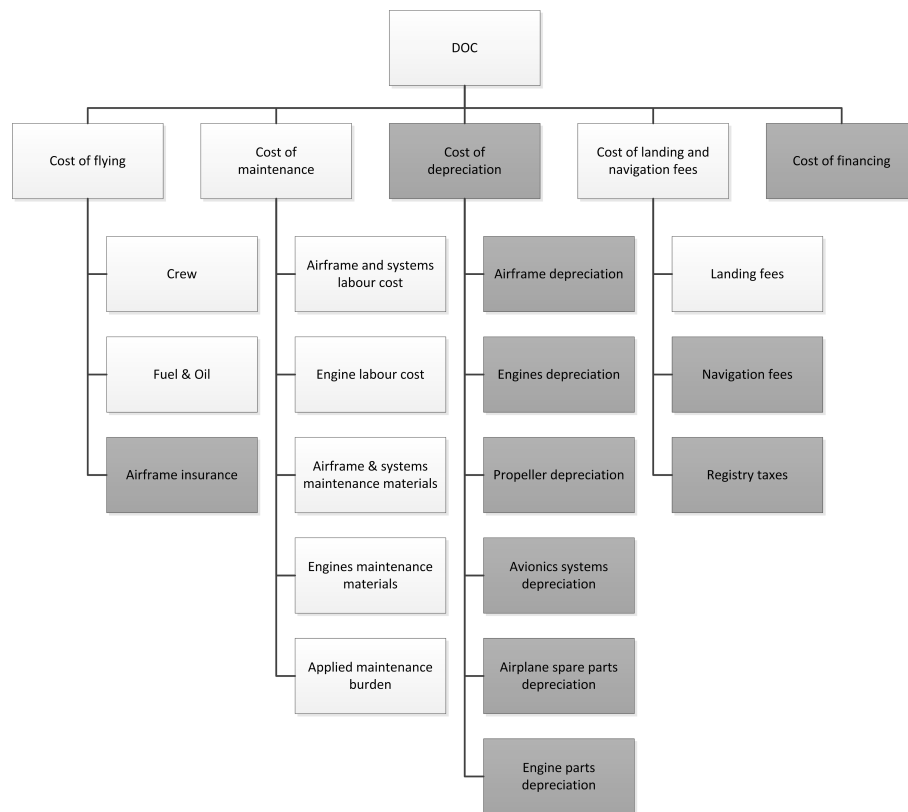 DOC
Cost of flying
Cost of
maintenance
Cost of
depreciation
Cost of landing and
navigation fees
Cost of financing
Crew
Fuel & Oil
Airframe insurance
Airframe and systems
labour cost
Engine labour cost
Airframe & systems
maintenance materials
Engines maintenance
materials
Applied maintenance
burden
Airframe depreciation
Engines depreciation
Propeller depreciation
Avionics systems
depreciation
Airplane spare parts
depreciation
Engine parts
depreciation
Landing fees
Navigation fees
Registry taxes